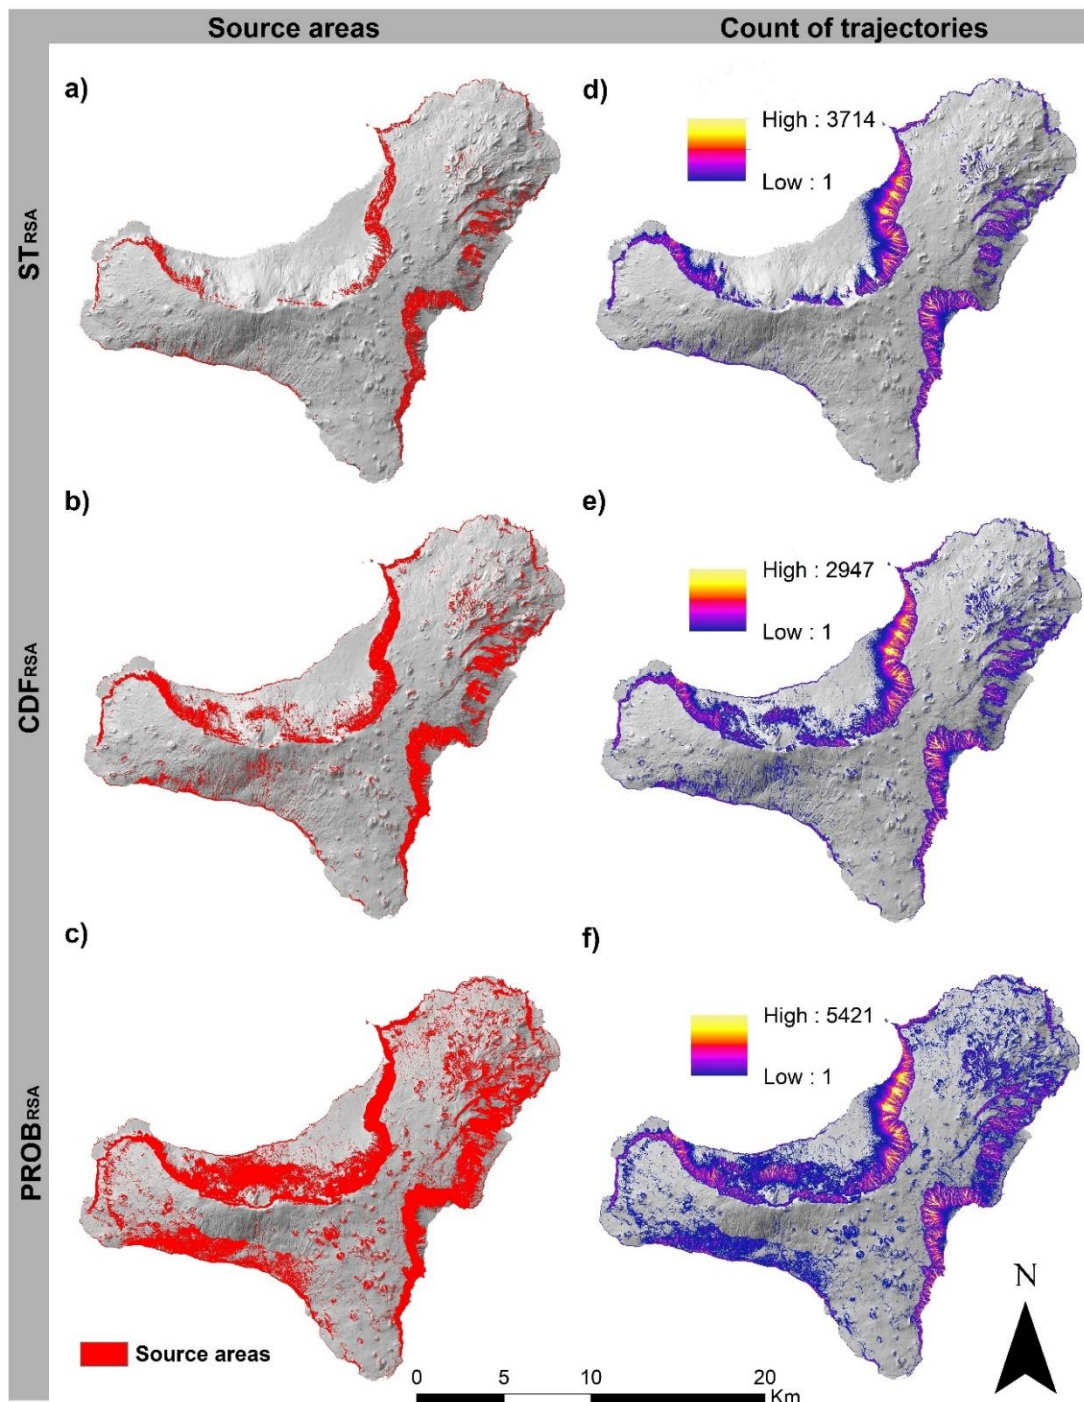 Source areas
Count of trajectories
STRSA
a)
d)
High : 3714
Low : 1
CDFRSA
b)
e)
High : 2947
Low : 1
PROBRSA
c)
f)
High : 5421
Low : 1
Source areas
N
0 5 10 20
Km